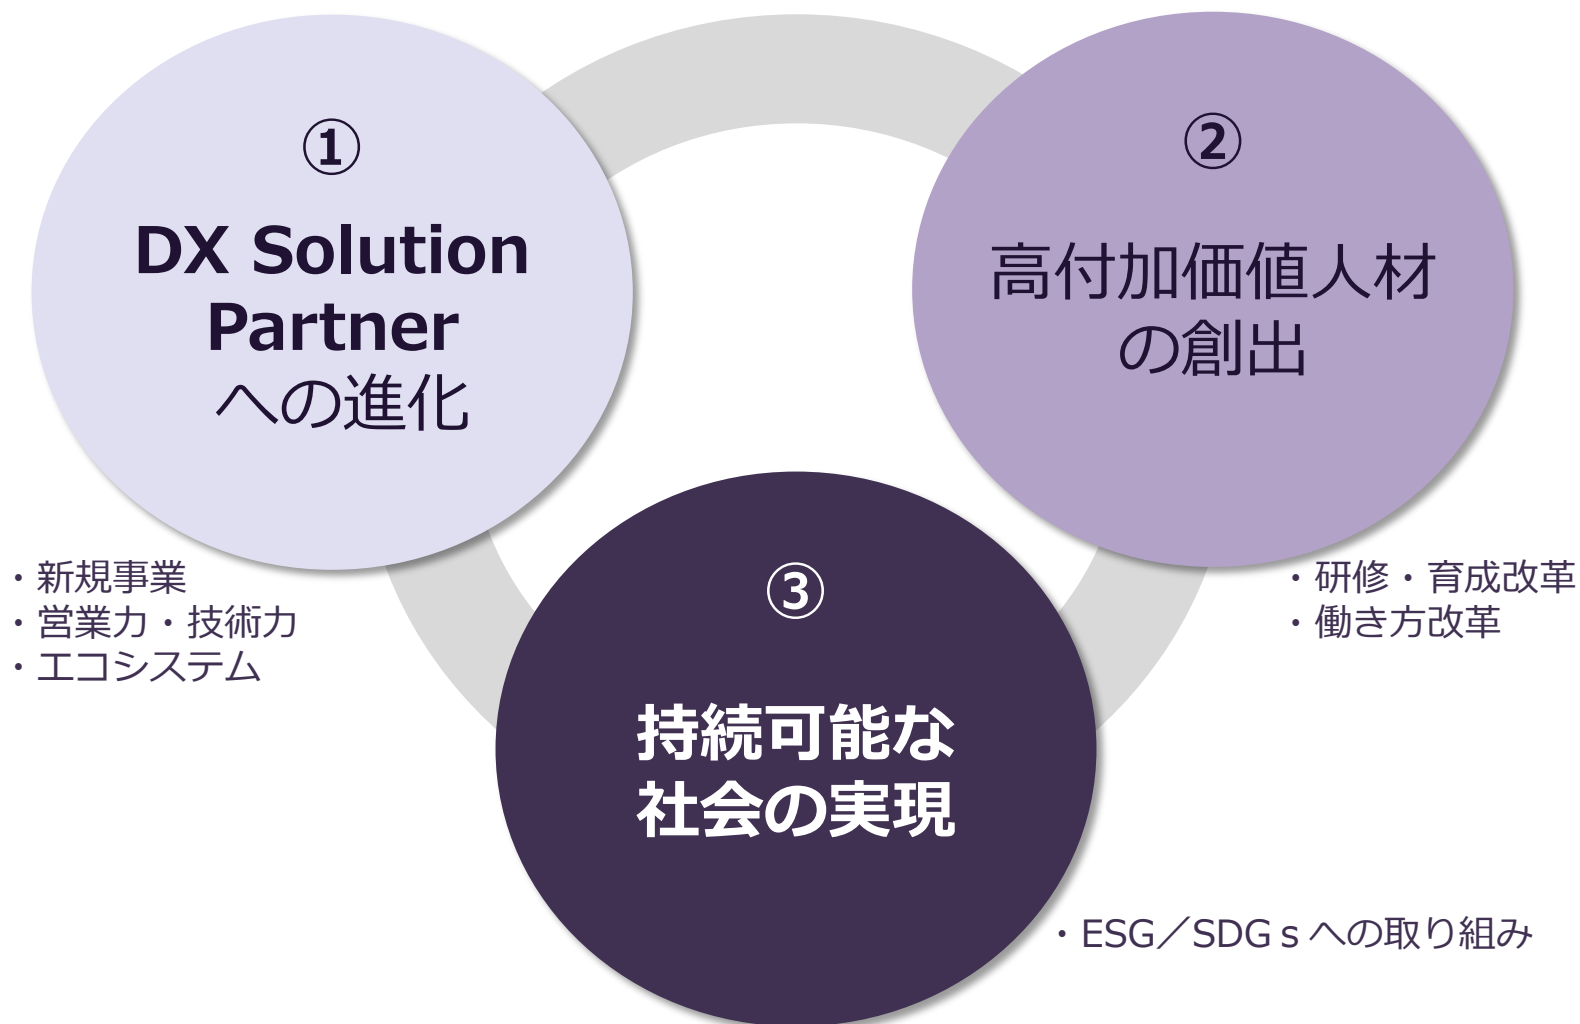 ①
DX Solution
Partner
への進化
・新規事業
・営業力・技術力
・エコシステム
②
高付加価値人材
の創出
・研修・育成改革
・働き方改革
③
持続可能な
社会の実現
・ESG／SDGｓへの取り組み